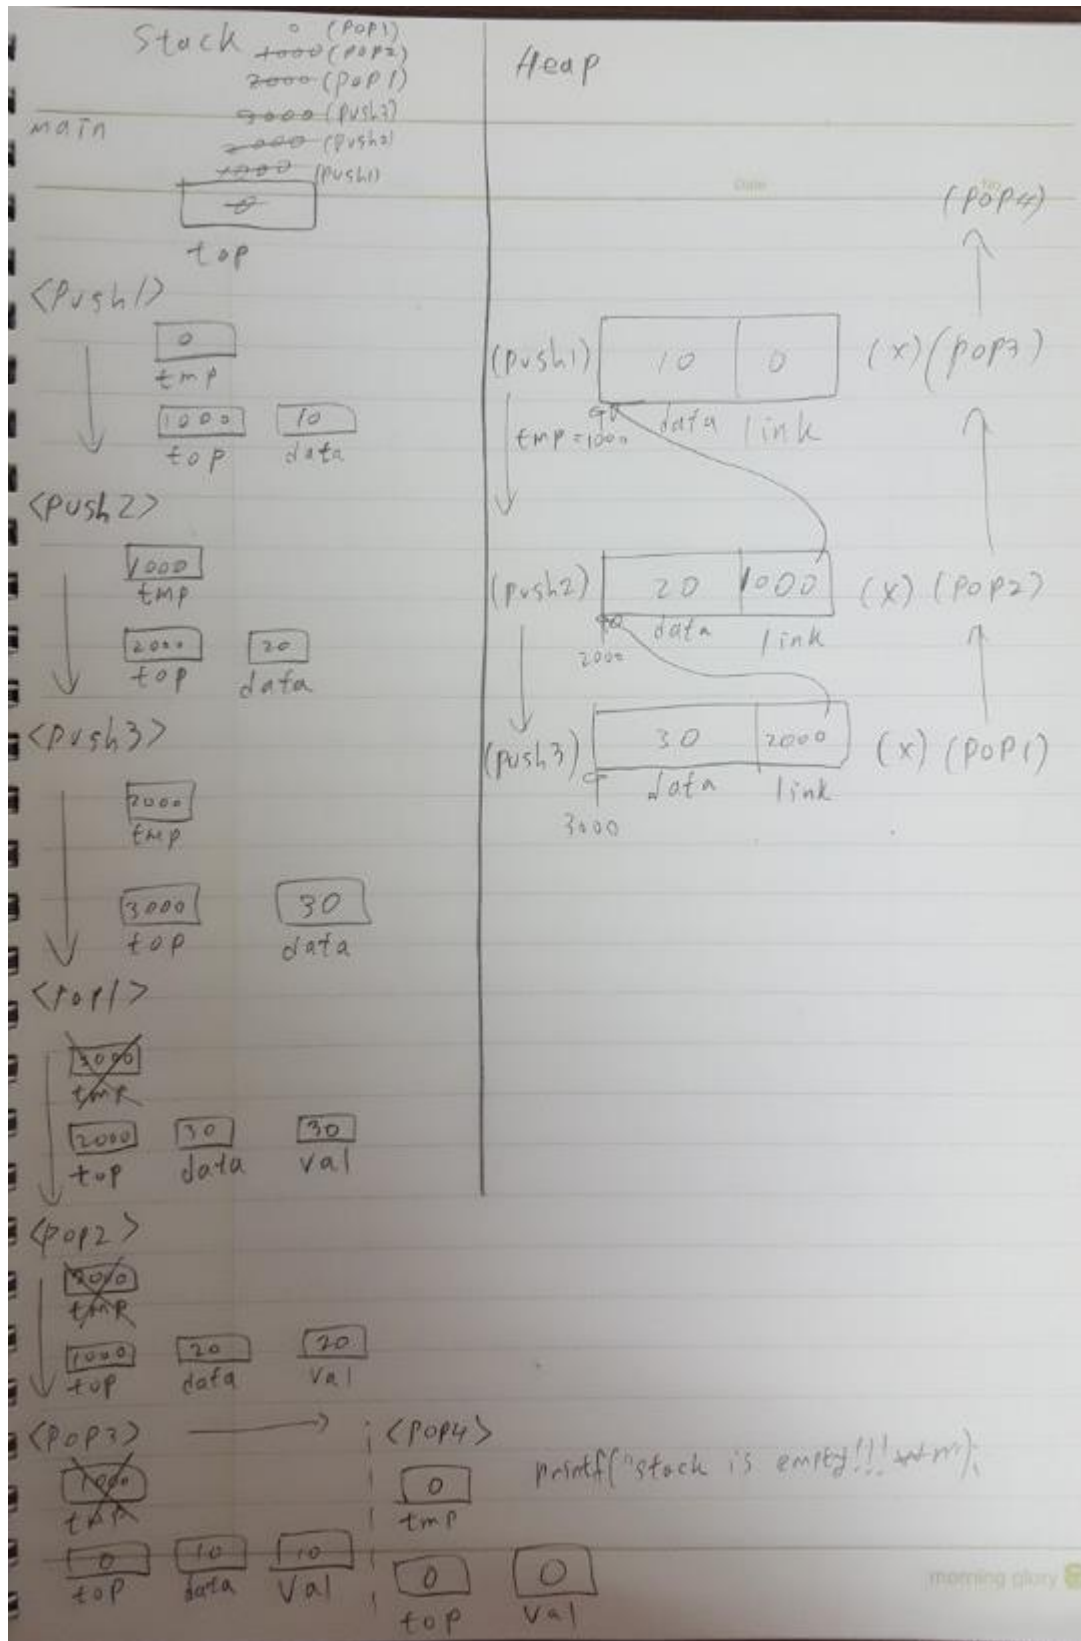 Stack
0 (POP1)
1000 (POP2)
2000 (POP1)
3000 (push3)
2000 (push2)
1000 (push1)
main
0
top
<Push1>
0
tmp
1000 10
top data
<push2>
1000
tmp
2000 20
top data
<push3>
2000
tmp
3000 30
top data
<POP1>
3000
tmp
2000 30 30
top data val
<pop2>
2000
tmp
1000 20 20
top data Val
<POP3>
1000
tmp
0 10 10
top data Val
<POP4>
0
tmp
0 0
top Val
printf("stack is empty!!!
Heap
Date
(POP4)
(push1) 10 0 (x) (pop3)
tmp=1000 data link
(push2) 20 1000 (x) (POP2)
data link
2000
(push3) 30 2000 (x) (POP1)
data link
3000
morning glory